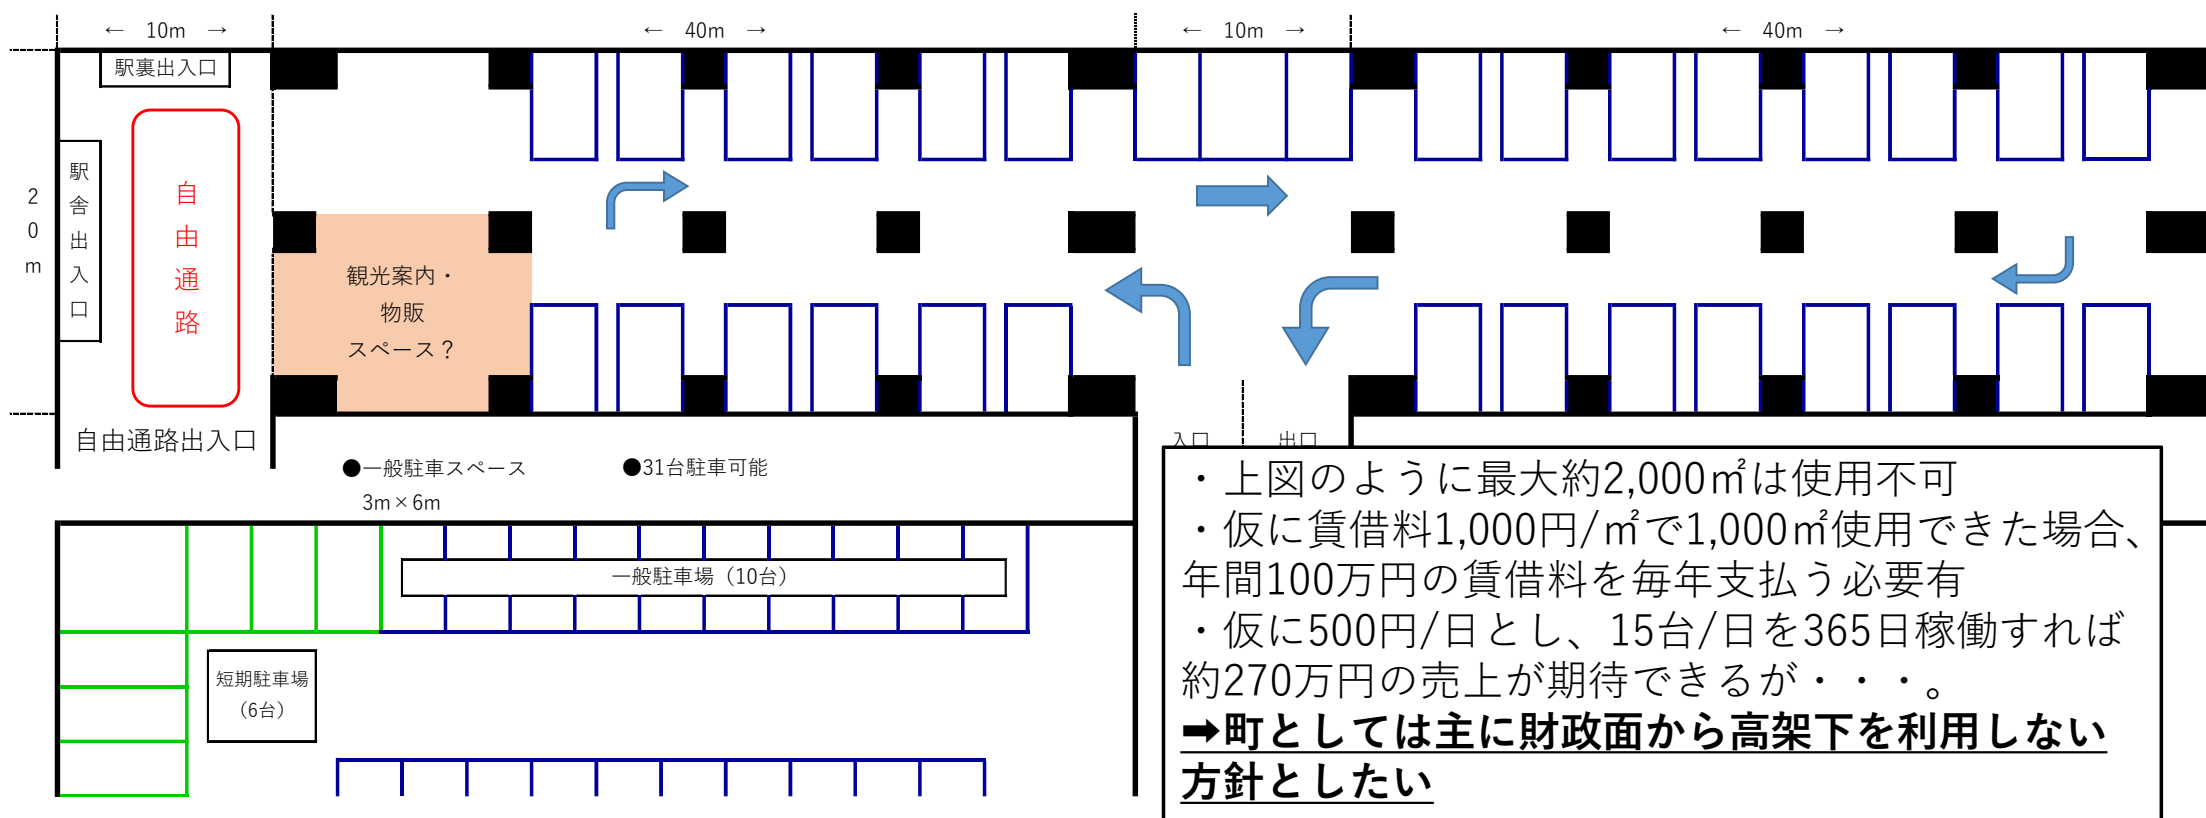 ← 10m →
← 40m →
← 10m →
← 40m →
駅裏出入口
20m
駅舎出入口
自由通路
観光案内・
物販
スペース？
自由通路出入口
入口
出口
●一般駐車スペース
●31台駐車可能
3m×6m
一般駐車場（10台）
短期駐車場
（6台）
・上図のように最大約2,000㎡は使用不可
・仮に賃借料1,000円/㎡で1,000㎡使用できた場合、
年間100万円の賃借料を毎年支払う必要有
・仮に500円/日とし、15台/日を365日稼働すれば
約270万円の売上が期待できるが・・・。
➡町としては主に財政面から高架下を利用しない
方針としたい